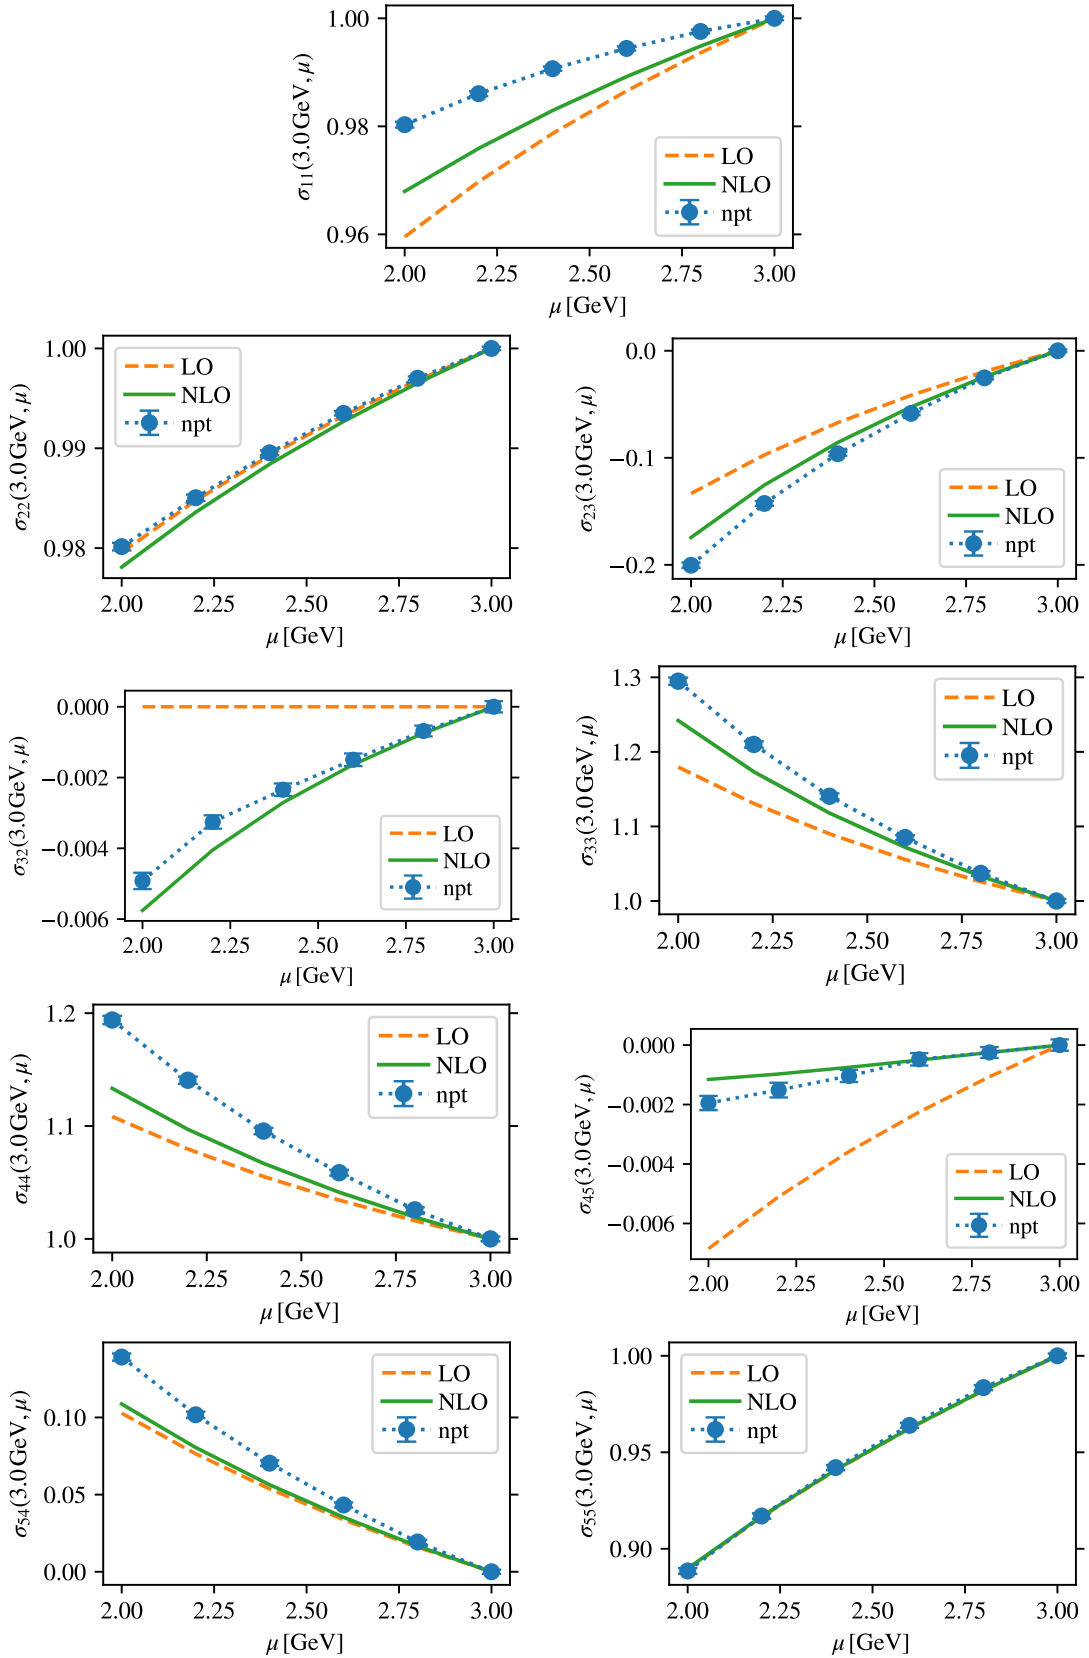 1.00
0.98
0.96
σ11(3.0 GeV, μ)
LO
NLO
npt
2.00 2.25 2.50 2.75 3.00
μ [GeV]
1.00
0.99
0.98
σ22(3.0 GeV, μ)
LO
NLO
npt
2.00 2.25 2.50 2.75 3.00
μ [GeV]
0.0
−0.1
−0.2
σ23(3.0 GeV, μ)
LO
NLO
npt
2.00 2.25 2.50 2.75 3.00
μ [GeV]
0.000
−0.002
−0.004
−0.006
σ32(3.0 GeV, μ)
LO
NLO
npt
2.00 2.25 2.50 2.75 3.00
μ [GeV]
1.3
1.2
1.1
1.0
σ33(3.0 GeV, μ)
LO
NLO
npt
2.00 2.25 2.50 2.75 3.00
μ [GeV]
1.2
1.1
1.0
σ44(3.0 GeV, μ)
LO
NLO
npt
2.00 2.25 2.50 2.75 3.00
μ [GeV]
0.000
−0.002
−0.004
−0.006
σ45(3.0 GeV, μ)
LO
NLO
npt
2.00 2.25 2.50 2.75 3.00
μ [GeV]
0.10
0.05
0.00
σ54(3.0 GeV, μ)
LO
NLO
npt
2.00 2.25 2.50 2.75 3.00
μ [GeV]
1.00
0.95
0.90
σ55(3.0 GeV, μ)
LO
NLO
npt
2.00 2.25 2.50 2.75 3.00
μ [GeV]